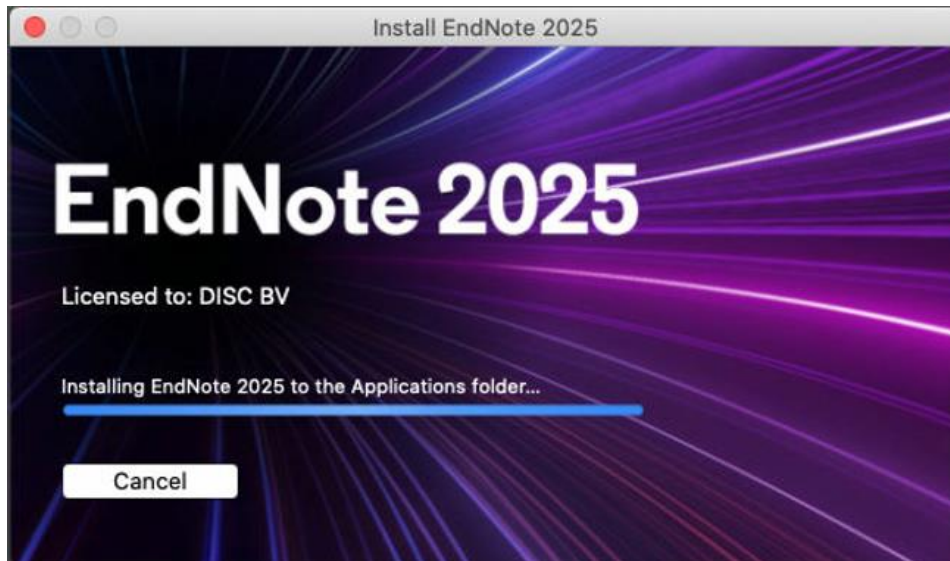 Install EndNote 2025
EndNote 2025
Licensed to: DISC BV
Installing EndNote 2025 to the Applications folder...
Cancel